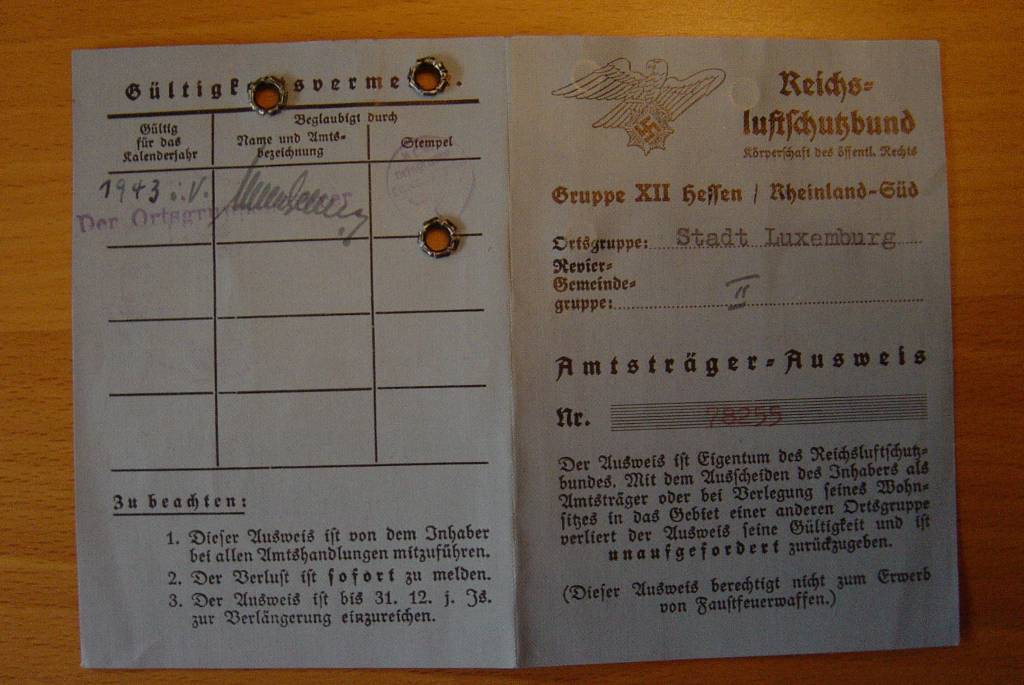 Gültigk sverme .
Gültig
für das
Kalenderjahr
Beglaubigt durch
Name und Amts-
bezeichnung
Stempel
1943 i. V.
Der Ortsgr
Zu beachten:
1. Dieser Ausweis ist von dem Inhaber
bei allen Amtshandlungen mitzuführen.
2. Der Verlust ist sofort zu melden.
3. Der Ausweis ist bis 31. 12. j. Js.
zur Verlängerung einzureichen.
Reichs-
luftschutzbund
Körperschaft des öffentl. Rechts
Gruppe XII Hessen / Rheinland-Süd
Ortsgruppe: Stadt Luxemburg
Revier-
Gemeinde-
gruppe: II
Amtsträger-Ausweis
Nr. 98255
Der Ausweis ist Eigentum des Reichsluftschutz-
bundes. Mit dem Ausscheiden des Inhabers als
Amtsträger oder bei Verlegung seines Wohn-
sitzes in das Gebiet einer anderen Ortsgruppe
verliert der Ausweis seine Gültigkeit und ist
unaufgefordert zurückzugeben.
(Dieser Ausweis berechtigt nicht zum Erwerb
von Faustfeuerwaffen.)